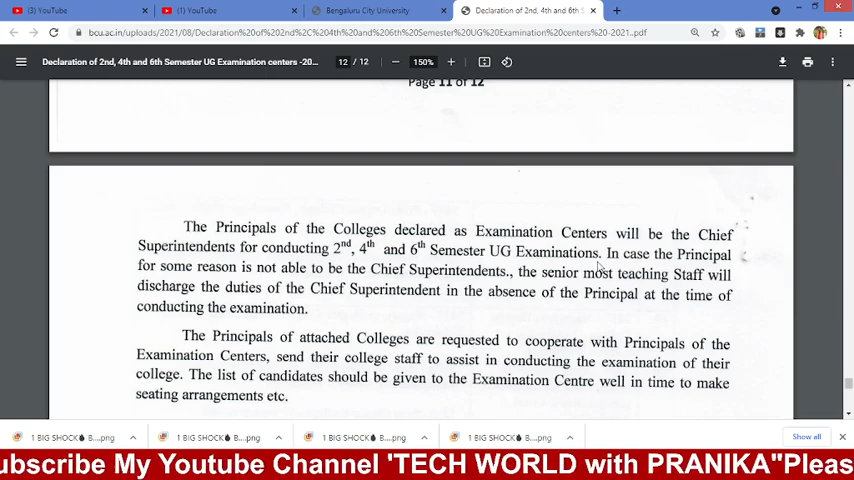 (3) YouTube
(1) YouTube
Bengaluru City University
Declaration of 2nd, 4th and 6th S
bcu.ac.in/uploads/2021/08/Declaration%20of%202nd%2C%204th%20and%206th%20Semester%20UG%20Examination%20centers%20-2021..pdf
Declaration of 2nd, 4th and 6th Semester UG Examination centers -20...
12 / 12
150%
Page 11 of 12
The Principals of the Colleges declared as Examination Centers will be the Chief
Superintendents for conducting 2nd, 4th and 6th Semester UG Examinations. In case the Principal
for some reason is not able to be the Chief Superintendents., the senior most teaching Staff will
discharge the duties of the Chief Superintendent in the absence of the Principal at the time of
conducting the examination.
The Principals of attached Colleges are requested to cooperate with Principals of the
Examination Centers, send their college staff to assist in conducting the examination of their
college. The list of candidates should be given to the Examination Centre well in time to make
seating arrangements etc.
1 BIG SHOCK💣 B....png
1 BIG SHOCK💣 B....png
1 BIG SHOCK💣 B....png
1 BIG SHOCK💣 B....png
Show all
ubscribe My Youtube Channel 'TECH WORLD with PRANIKA"Pleas